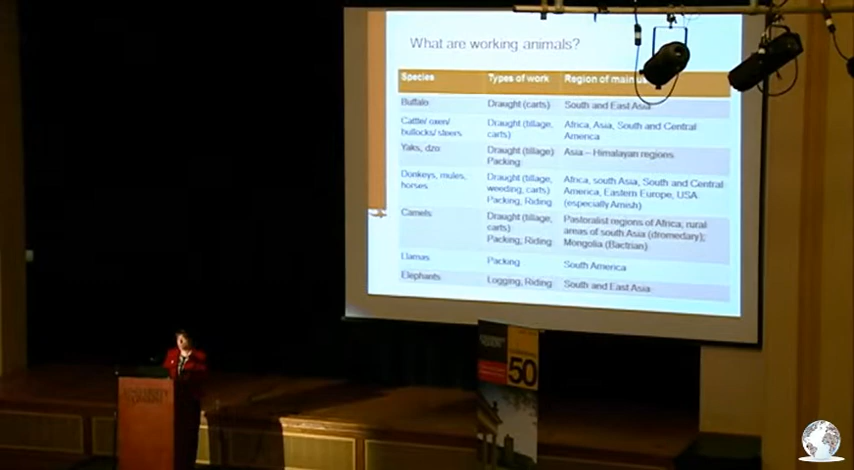 What are working animals?
Species Types of work Region of main
Buffalo Draught (carts) South and East Asia
Cattle/ oxen/ Draught (tillage, Africa, Asia, South and Central
bullocks/ steers carts) America
Yaks, dzo Draught (tillage) Asia – Himalayan regions
Packing
Donkeys, mules, Draught (tillage, Africa, south Asia, South and Central
horses weeding, carts) America, Eastern Europe, USA
Packing, Riding (especially Amish)
Camels Draught (tillage, Pastoralist regions of Africa; rural
carts) areas of south Asia (dromedary);
Packing, Riding Mongolia (Bactrian)
Llamas Packing South America
Elephants Logging, Riding South and East Asia
50